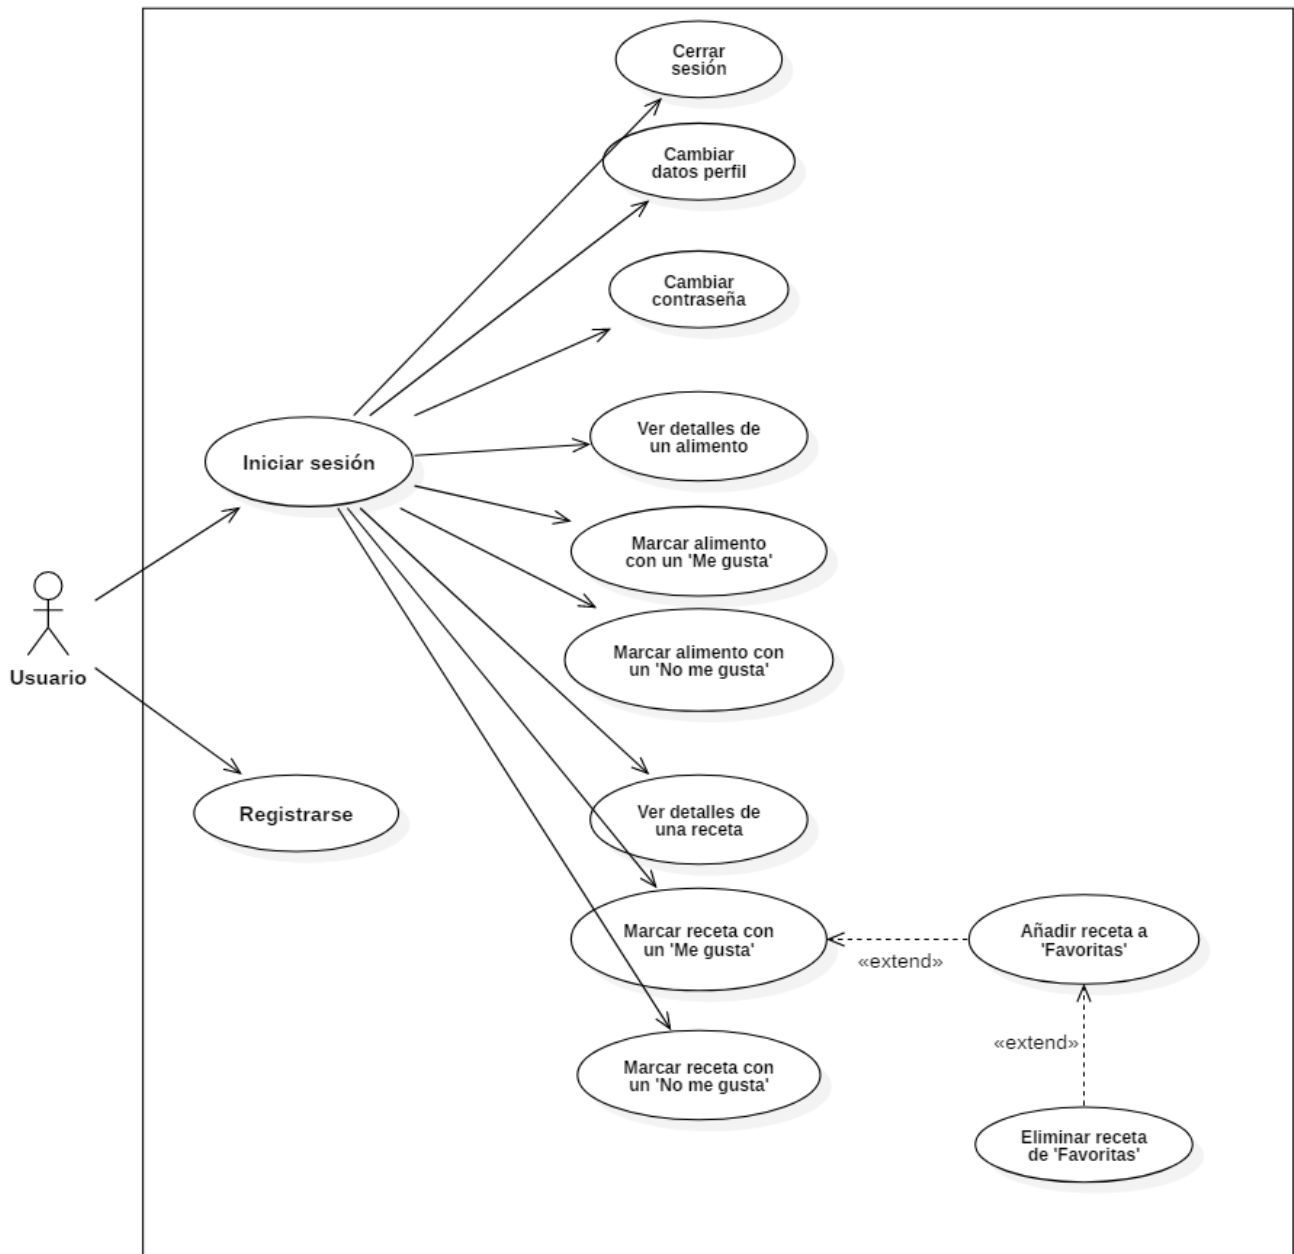 Cerrar
sesión
Cambiar
datos perfil
Cambiar
contraseña
Ver detalles de
un alimento
Iniciar sesión
Marcar alimento
con un 'Me gusta'
Marcar alimento con
un 'No me gusta'
Usuario
Registrarse
Ver detalles de
una receta
Marcar receta con
un 'Me gusta'
«extend»
Añadir receta a
'Favoritas'
«extend»
Marcar receta con
un 'No me gusta'
Eliminar receta
de 'Favoritas'